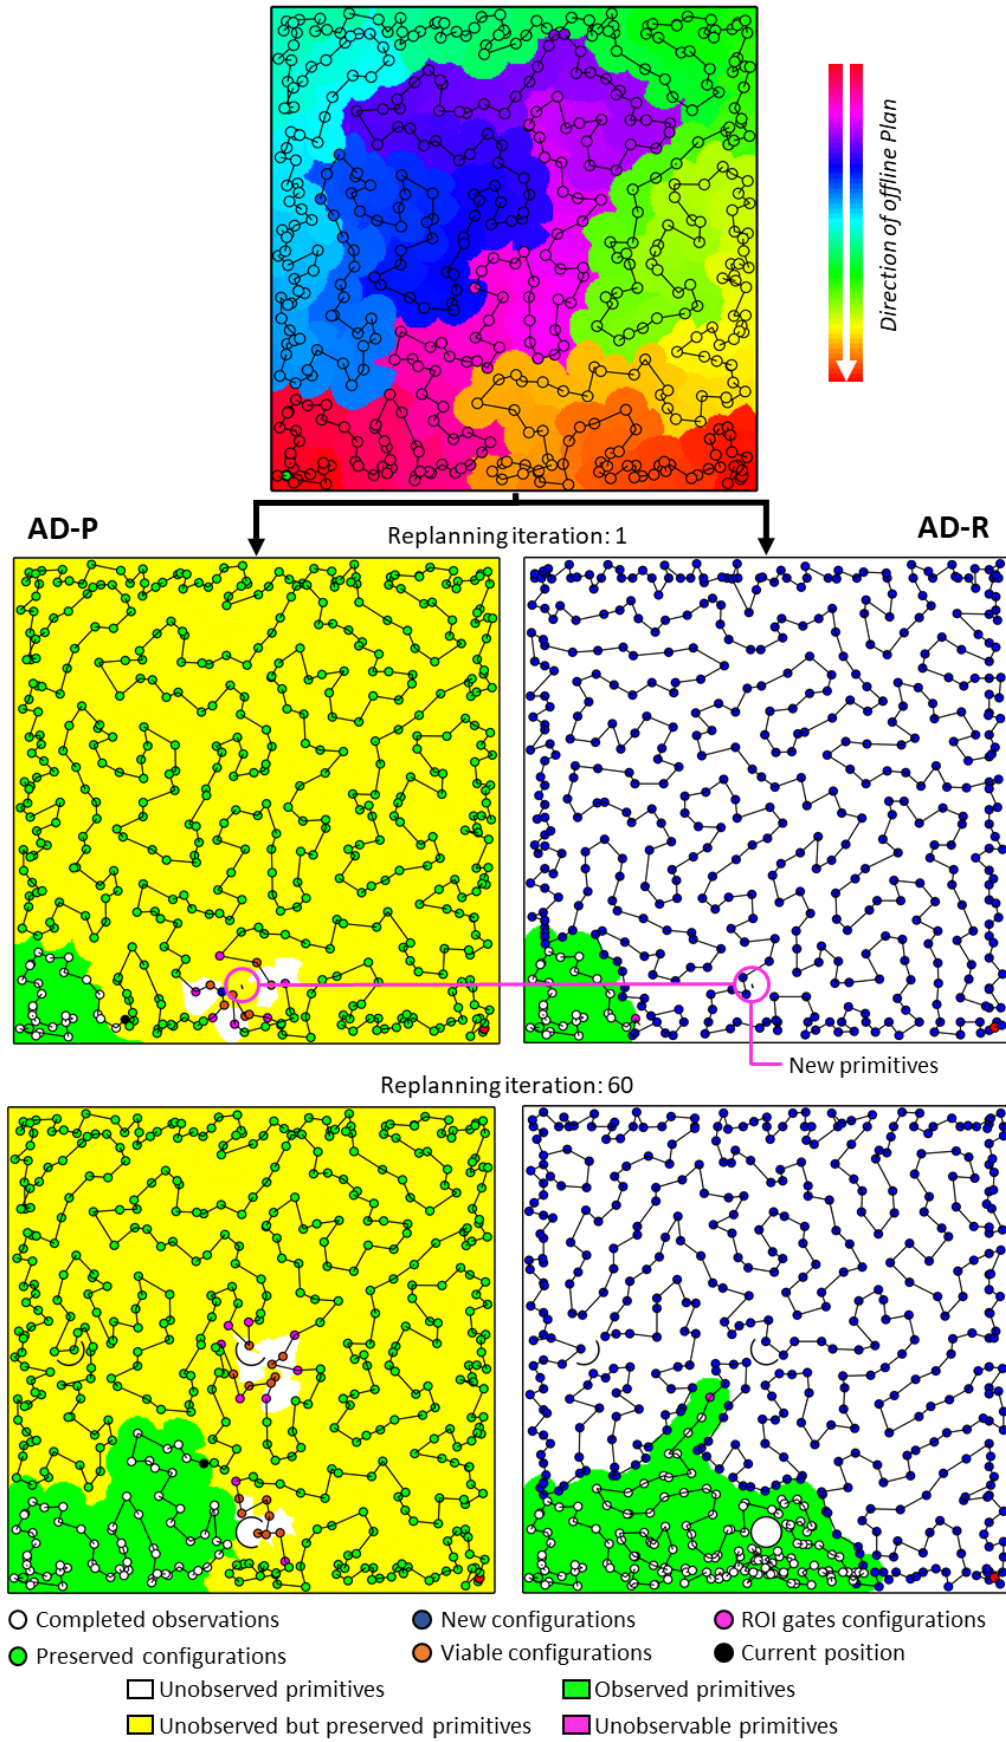 Direction of offline Plan
AD-P
AD-R
Replanning iteration: 1
New primitives
Replanning iteration: 60
Completed observations
New configurations
ROI gates configurations
Preserved configurations
Viable configurations
Current position
Unobserved primitives
Observed primitives
Unobserved but preserved primitives
Unobservable primitives